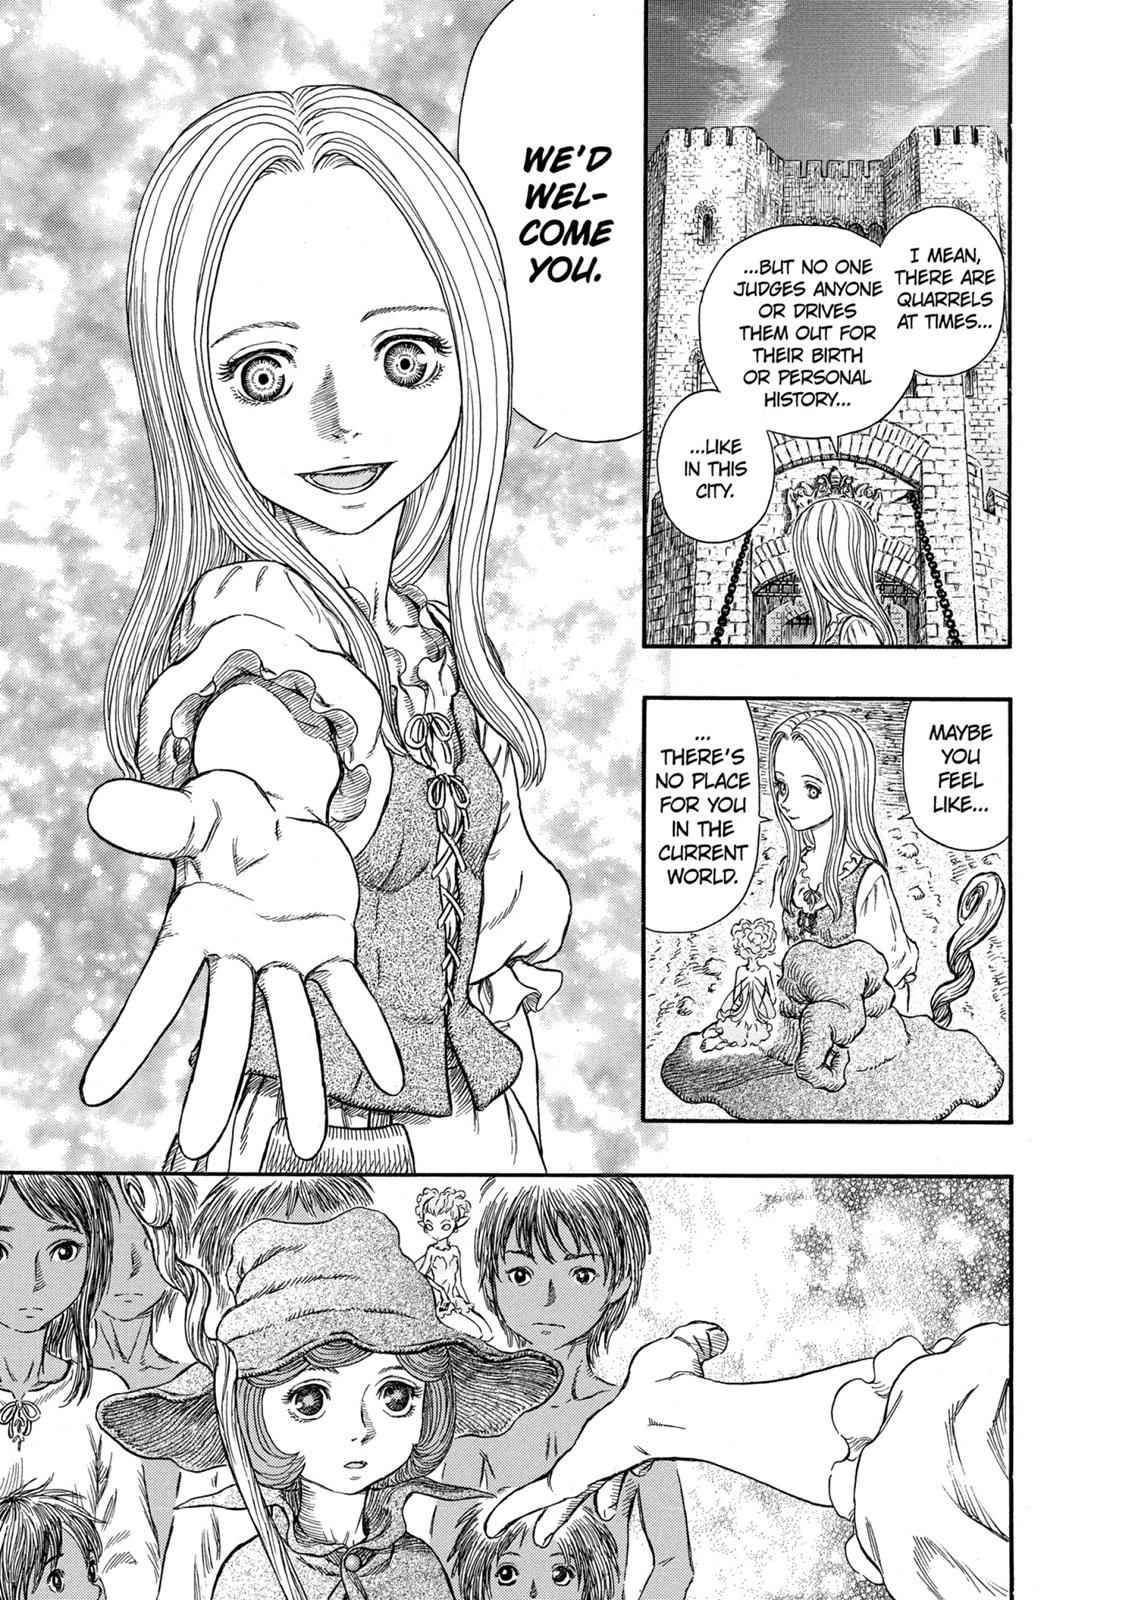 I MEAN,
THERE ARE
QUARRELS
AT TIMES...
...BUT NO ONE
JUDGES ANYONE
OR DRIVES
THEM OUT FOR
THEIR BIRTH
OR PERSONAL
HISTORY...
...LIKE
IN THIS
CITY.
MAYBE
YOU
FEEL
LIKE...
...
THERE'S
NO PLACE
FOR YOU
IN THE
CURRENT
WORLD.
WE'D
WEL-
COME
YOU.